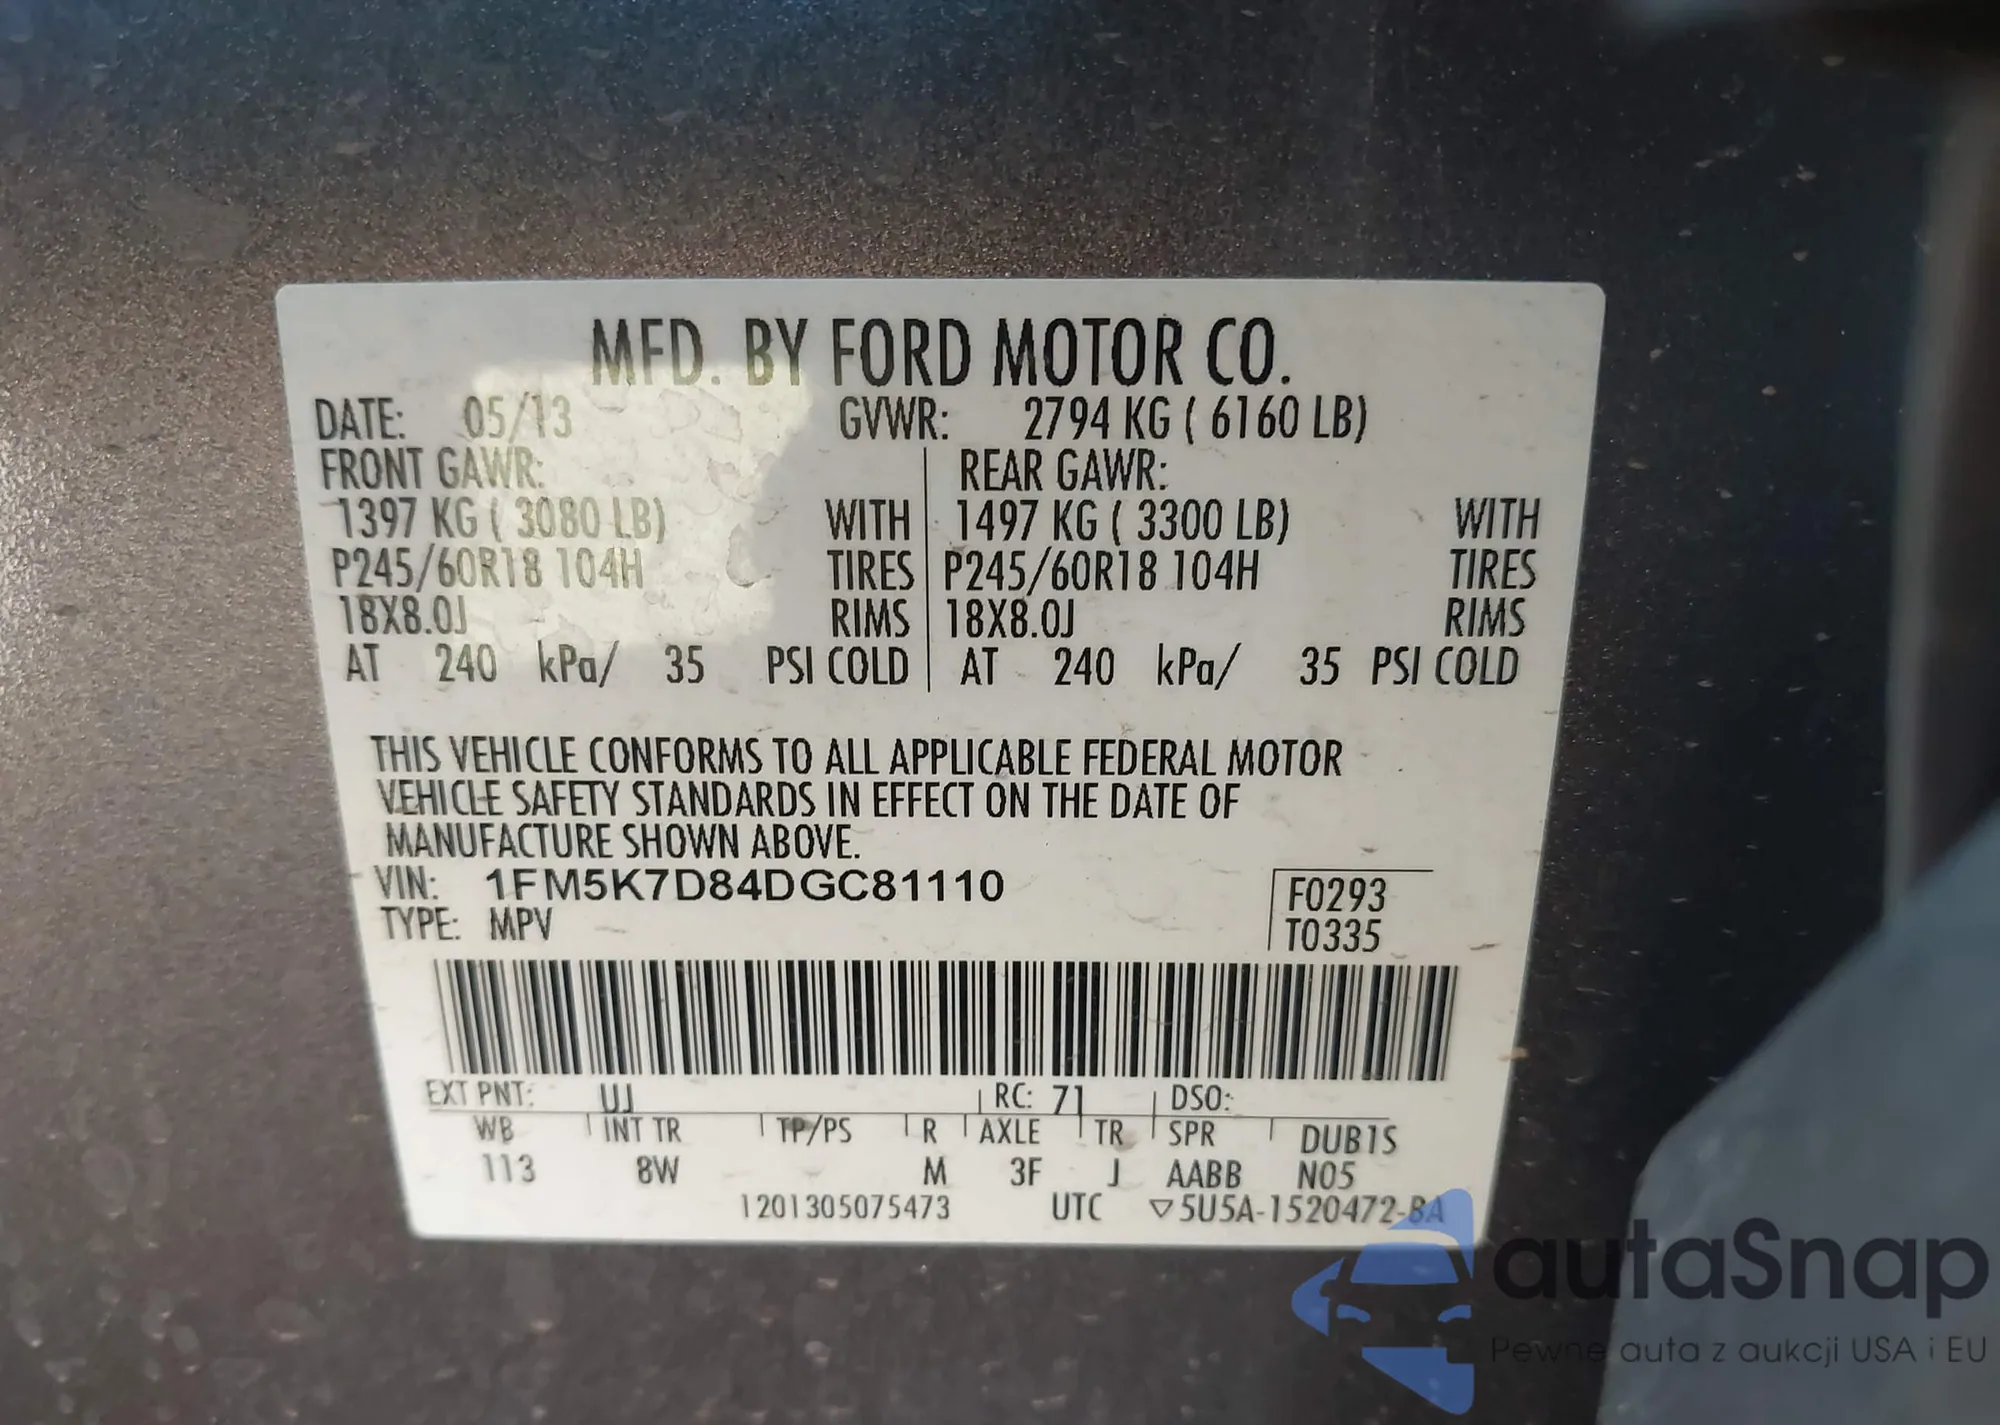 MFD. BY FORD MOTOR CO.
DATE: 05/13 GVWR: 2794 KG ( 6160 LB)
FRONT GAWR: REAR GAWR:
1397 KG ( 3080 LB) WITH 1497 KG ( 3300 LB) WITH
P245/60R18 104H TIRES P245/60R18 104H TIRES
18X8.0J RIMS 18X8.0J RIMS
AT 240 kPa/ 35 PSI COLD AT 240 kPa/ 35 PSI COLD
THIS VEHICLE CONFORMS TO ALL APPLICABLE FEDERAL MOTOR
VEHICLE SAFETY STANDARDS IN EFFECT ON THE DATE OF
MANUFACTURE SHOWN ABOVE.
VIN: 1FM5K7D84DGC81110 F0293
TYPE: MPV T0335
EXT PNT: UJ RC: 71 DSO:
WB INT TR TP/PS R AXLE TR SPR DUB1S
113 8W M 3F J AABB N05
1201305075473 UTC ▽5U5A-1520472-BA
autaSnap
Pewne auta z aukcji USA i EU